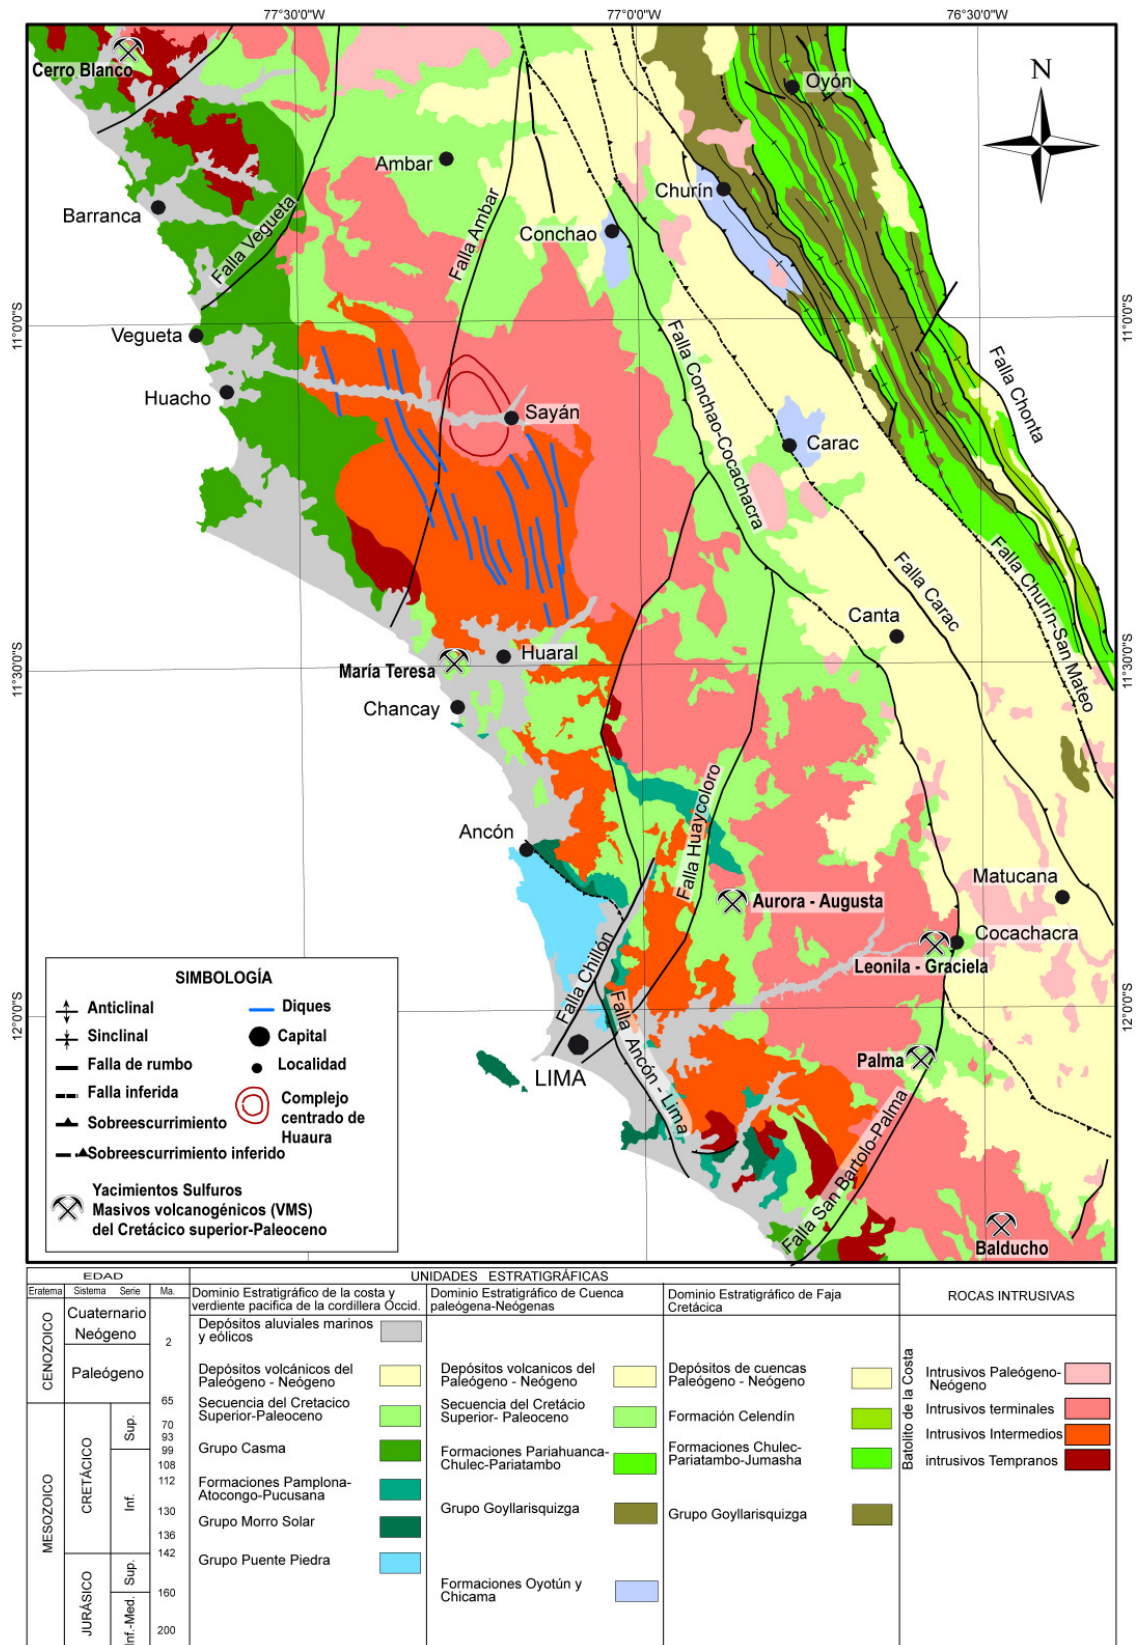 77°30'0"W
77°0'0"W
76°30'0"W
Cerro Blanco
Oyón
N
Ambar
Churín
Barranca
Falla Vegueta
Falla Ambar
Conchao
11°0'0"S
11°0'0"S
Vegueta
Falla Conchao-Cocachacra
Falla Chonta
Huacho
Sayán
Carac
Falla Carac
Falla Churín-San Mateo
Canta
Huaral
María Teresa
11°30'0"S
11°30'0"S
Chancay
Falla Huaycoloro
Ancón
Matucana
Aurora - Augusta
Cocachacra
Falla Chillón
Leonila - Graciela
Falla Ancón - Lima
12°0'0"S
12°0'0"S
LIMA
Palma
Falla San Bartolo-Palma
Balducho
SIMBOLOGÍA
Anticlinal
Diques
Sinclinal
Capital
Falla de rumbo
Localidad
Falla inferida
Complejo
centrado de
Huaura
Sobreescurrimiento
Sobreescurrimiento inferido
Yacimientos Sulfuros
Masivos volcanogénicos (VMS)
del Cretácico superior-Paleoceno
EDAD
UNIDADES ESTRATIGRÁFICAS
Eratema
Sistema
Serie
Ma.
Dominio Estratigráfico de la costa y
verdiente pacifica de la cordillera Occid.
Dominio Estratigráfico de Cuenca
paleógena-Neógenas
Dominio Estratigráfico de Faja
Cretácica
ROCAS INTRUSIVAS
CENOZOICO
Cuaternario
Neógeno
2
Paleógeno
65
MESOZOICO
CRETÁCICO
Sup.
70
93
99
Inf.
108
112
130
136
142
JURÁSICO
Sup.
160
Inf.-Med.
200
Depósitos aluviales marinos
y eólicos
Depósitos volcánicos del
Paleógeno - Neógeno
Secuencia del Cretacico
Superior-Paleoceno
Grupo Casma
Formaciones Pamplona-
Atocongo-Pucusana
Grupo Morro Solar
Grupo Puente Piedra
Depósitos volcanicos del
Paleógeno - Neógeno
Secuencia del Cretácio
Superior- Paleoceno
Formaciones Pariahuanca-
Chulec-Pariatambo
Grupo Goyllarisquizga
Formaciones Oyotún y
Chicama
Depósitos de cuencas
Paleógeno - Neógeno
Formación Celendín
Formaciones Chulec-
Pariatambo-Jumasha
Grupo Goyllarisquizga
Batolito de la Costa
Intrusivos Paleógeno-
Neógeno
Intrusivos terminales
Intrusivos Intermedios
intrusivos Tempranos